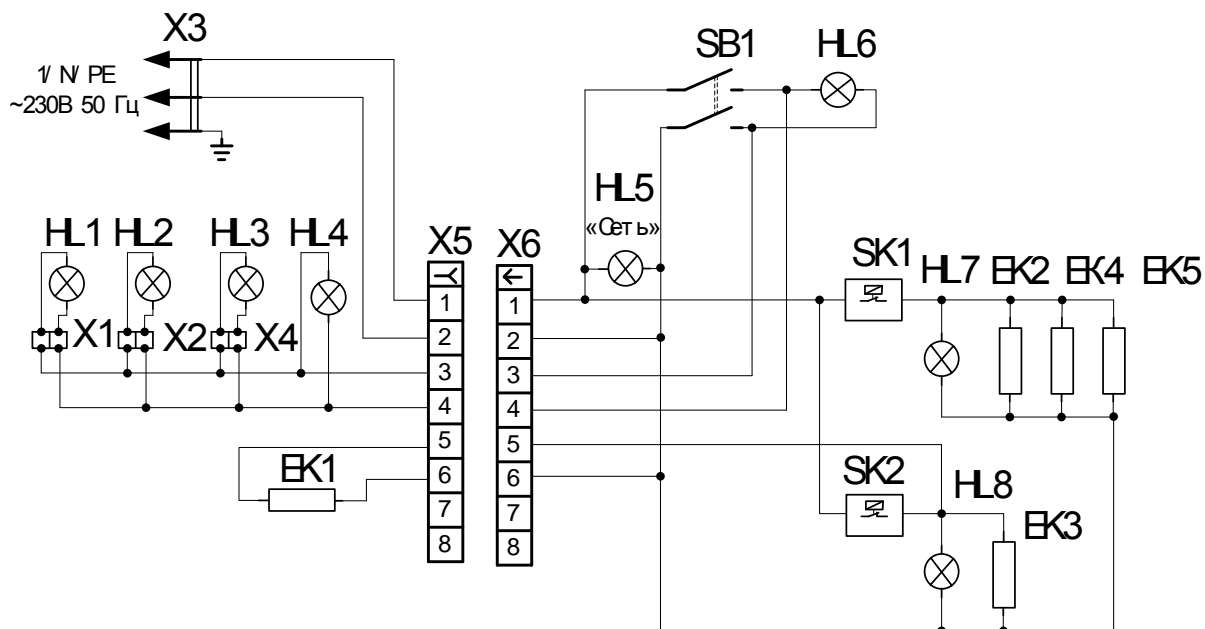 X3
1/ N/ PE
~230В 50 Гц
SB1
HL6
HL5
«Сеть»
HL1 HL2 HL3 HL4
X5 X6
SK1
HL7 EK2 EK4 EK5
X1 X2 X4
1 1
2 2
3 3
4 4
5 5
6 6
7 7
8 8
EK1
SK2
HL8
EK3